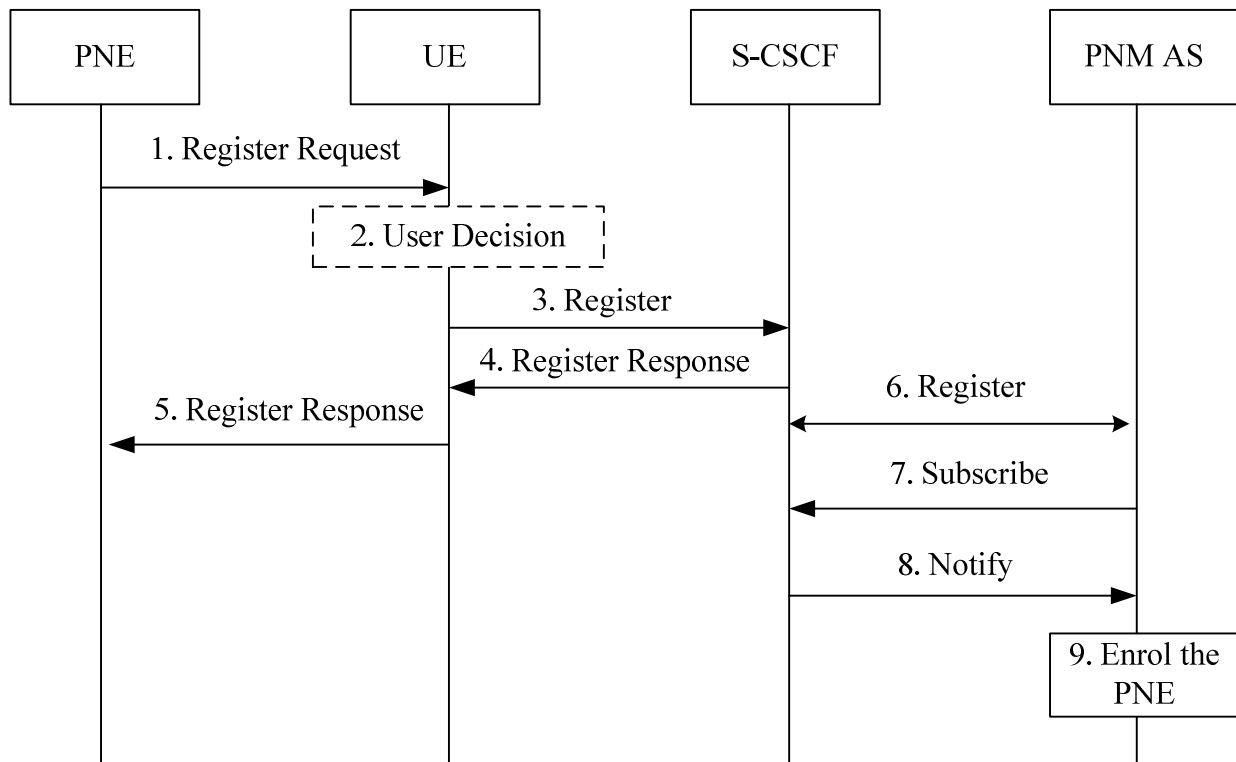 PNE
UE
S-CSCF
PNM AS
1. Register Request
2. User Decision
3. Register
4. Register Response
5. Register Response
6. Register
7. Subscribe
8. Notify
9. Enrol the
PNE